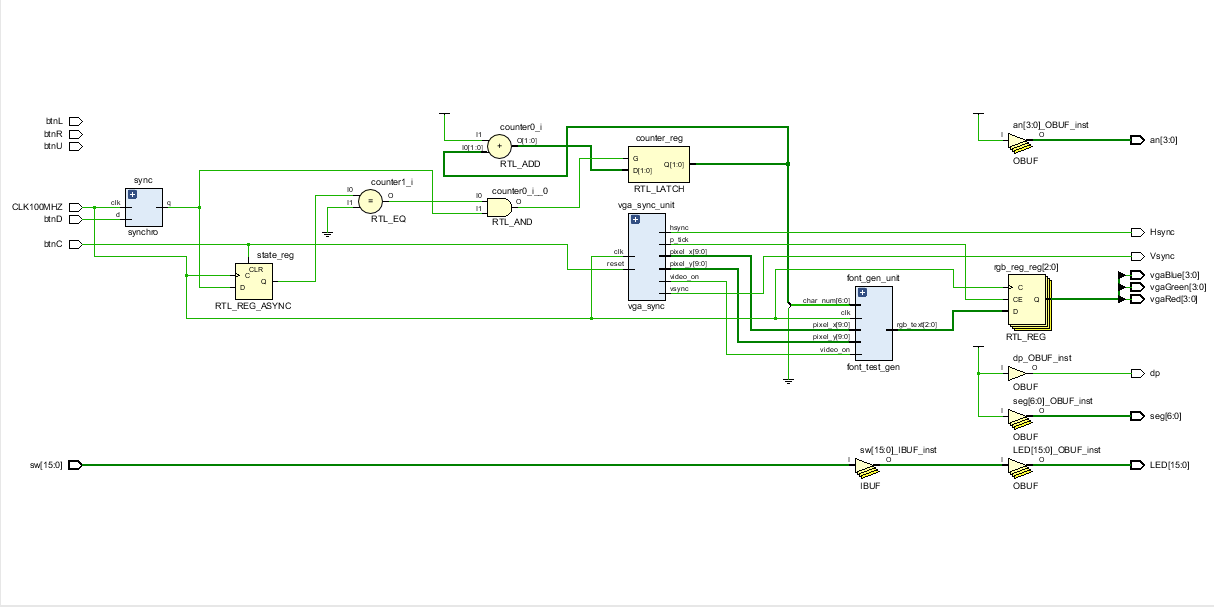 btnL
btnR
btnU
CLK100MHZ
btnD
btnC
sw[15:0]
sync
clk
d
q
synchro
state_reg
CLR
C
D
Q
RTL_REG_ASYNC
counter1_i
I0
I1
O
RTL_EQ
counter0_i
I1
I0[1:0]
+
O[1:0]
RTL_ADD
counter0_i__0
I0
I1
O
RTL_AND
counter_reg
G
D[1:0]
Q[1:0]
RTL_LATCH
vga_sync_unit
clk
reset
hsync
p_tick
pixel_x[9:0]
pixel_y[9:0]
video_on
vsync
vga_sync
font_gen_unit
char_num[6:0]
clk
pixel_x[9:0]
pixel_y[9:0]
video_on
rgb_text[2:0]
font_test_gen
rgb_reg_reg[2:0]
C
CE
D
Q
RTL_REG
an[3:0]_OBUF_inst
I
O
OBUF
an[3:0]
Hsync
Vsync
vgaBlue[3:0]
vgaGreen[3:0]
vgaRed[3:0]
dp_OBUF_inst
I
O
OBUF
dp
seg[6:0]_OBUF_inst
I
O
OBUF
seg[6:0]
sw[15:0]_IBUF_inst
I
O
IBUF
LED[15:0]_OBUF_inst
I
O
OBUF
LED[15:0]